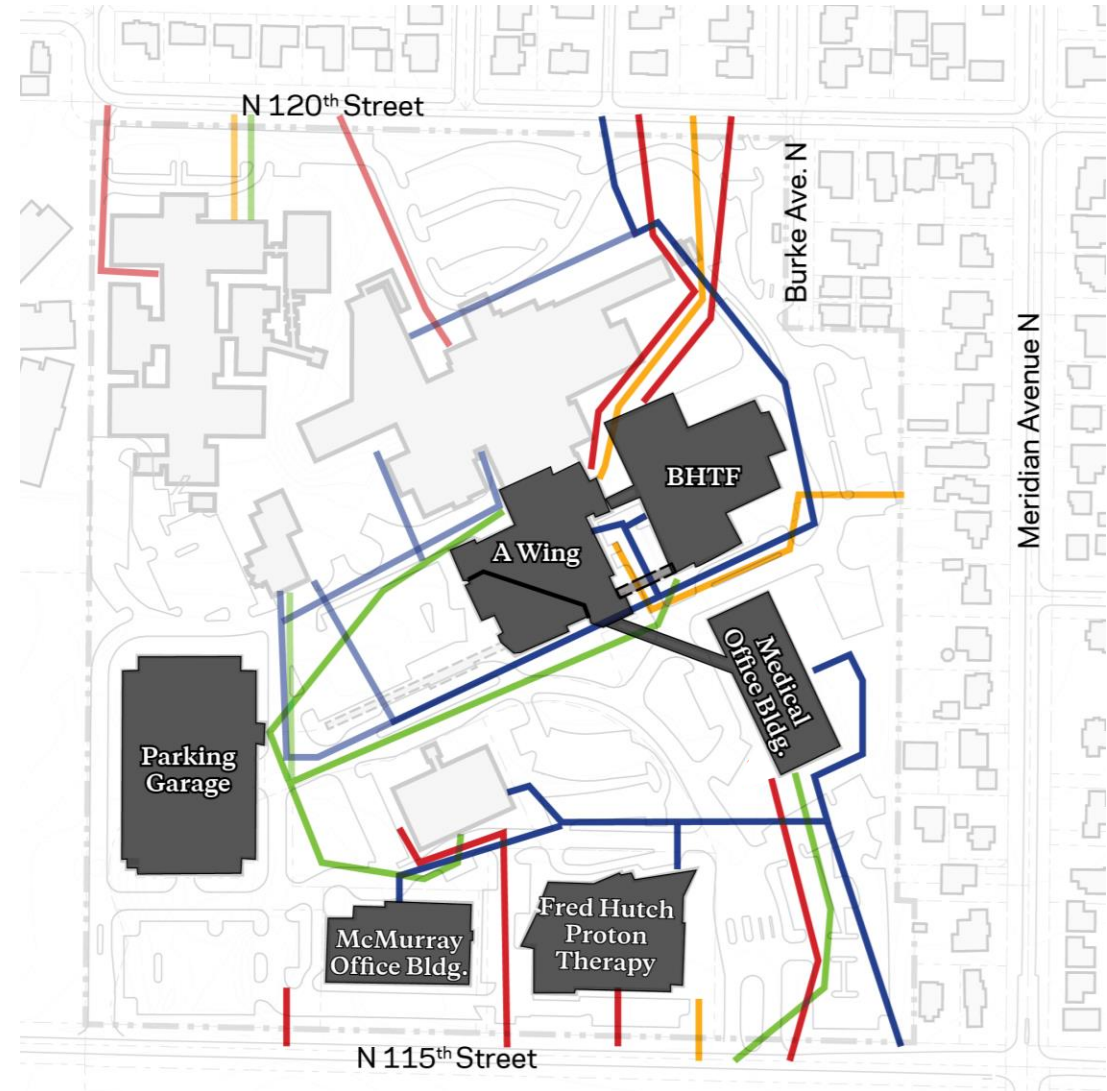 N 120th Street
Burke Ave. N
Meridian Avenue N
BHTF
A Wing
Medical
Office Bldg.
Parking
Garage
Fred Hutch
Proton
Therapy
McMurray
Office Bldg.
N 115th Street